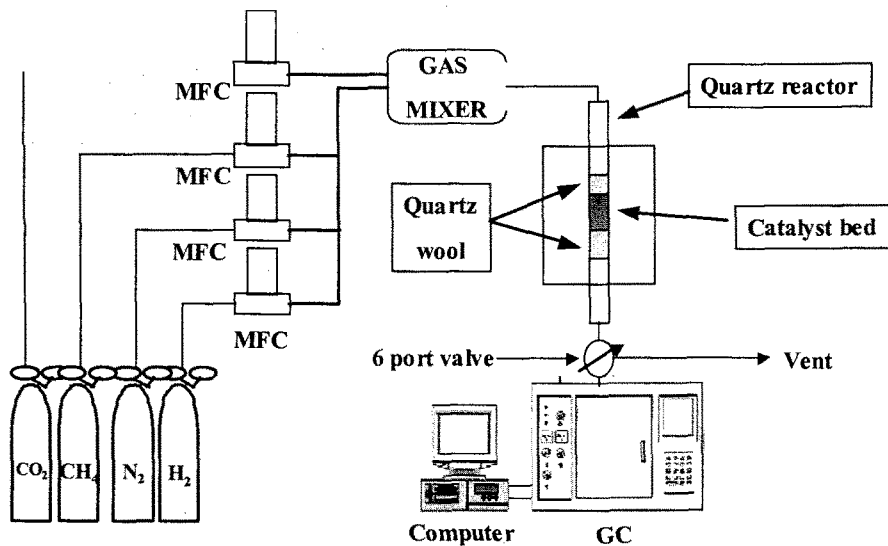 GAS
MIXER
MFC
MFC
MFC
MFC
Quartz reactor
Quartz
wool
Catalyst bed
6 port valve
Vent
CO₂
CH₄
N₂
H₂
Computer
GC